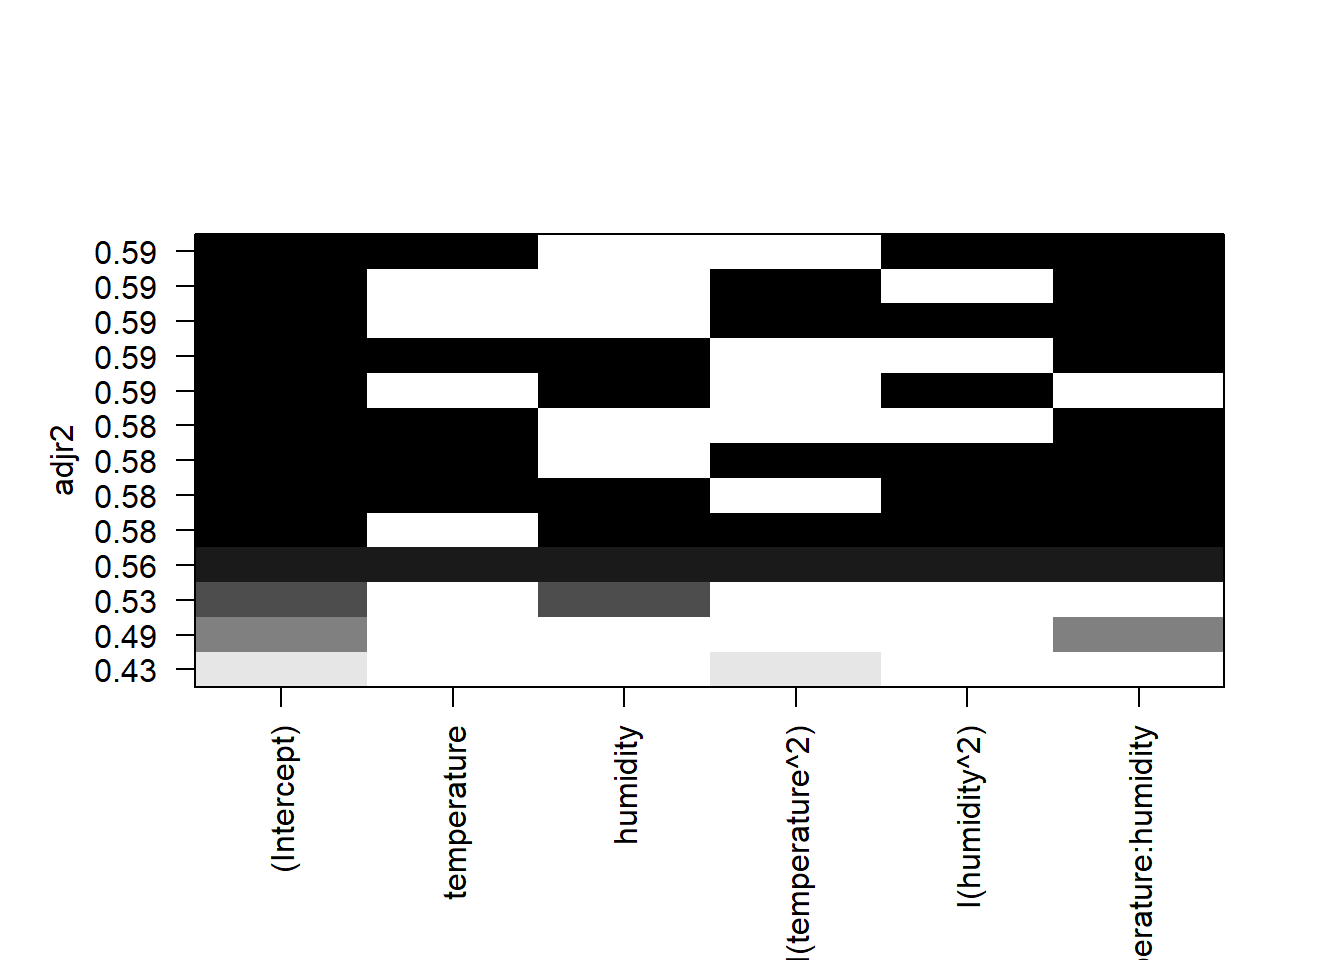 adjr2
0.59
0.59
0.59
0.59
0.59
0.58
0.58
0.58
0.58
0.56
0.53
0.49
0.43
(Intercept)
temperature
humidity
I(temperature^2)
I(humidity^2)
perature:humidity